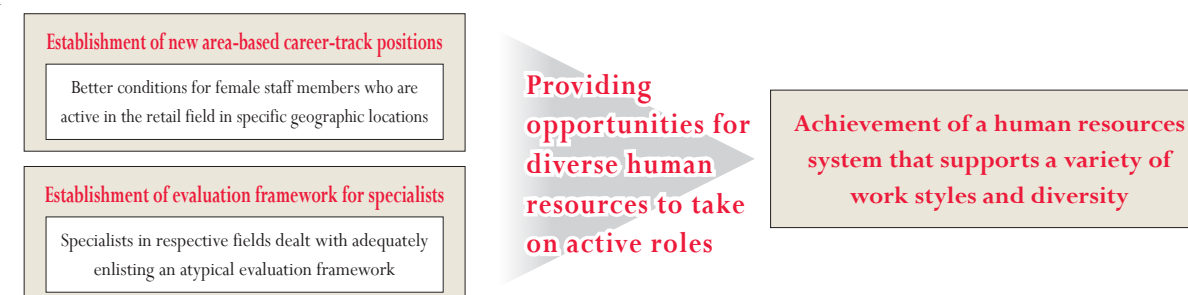 Establishment of new area-based career-track positions
Better conditions for female staff members who are
active in the retail field in specific geographic locations
Establishment of evaluation framework for specialists
Specialists in respective fields dealt with adequately
enlisting an atypical evaluation framework
Providing
opportunities for
diverse human
resources to take
on active roles
Achievement of a human resources
system that supports a variety of
work styles and diversity